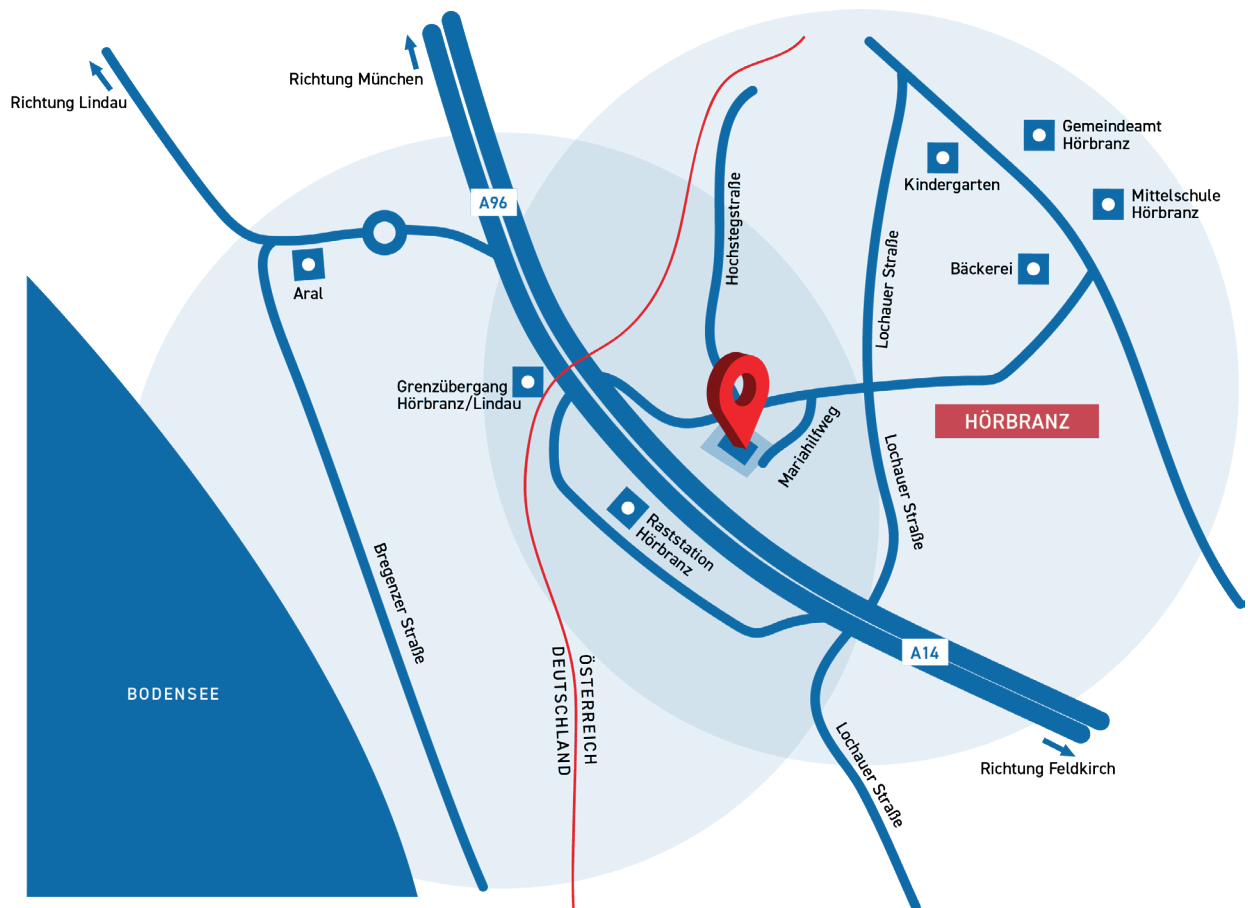 Richtung München
Richtung Lindau
Gemeindeamt
Hörbranz
Kindergarten
Mittelschule
Hörbranz
A96
Hochstegstraße
Lochauer Straße
Bäckerei
Aral
Grenzübergang
Hörbranz/Lindau
HÖRBRANZ
Mariahilfweg
Lochauer Straße
Raststation
Hörbranz
Bregenzer Straße
A14
ÖSTERREICH
DEUTSCHLAND
BODENSEE
Lochauer Straße
Richtung Feldkirch